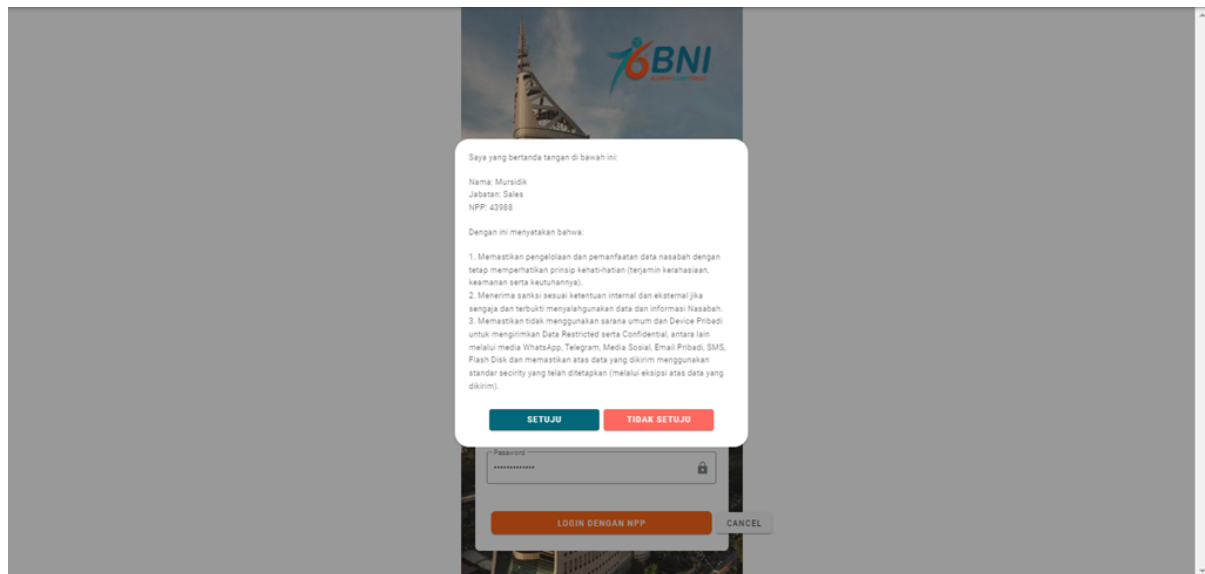 76 BNI
Saya yang bertanda tangan di bawah ini:
Nama: Mursidik
Jabatan: Sales
NPP: 43988
Dengan ini menyatakan bahwa:
1. Memastikan pengelolaan dan pemanfaatan data nasabah dengan
tetap memperhatikan prinsip kehati-hatian (terjamin kerahasiaan,
keamanan serta keutuhannya).
2. Menerima sanksi sesuai ketentuan internal dan eksternal jika
sengaja dan terbukti menyalahgunakan data dan informasi Nasabah.
3. Memastikan tidak menggunakan sarana umum dan Device Pribadi
untuk mengirimkan Data Restricted serta Confidential, antara lain
melalui media WhatsApp, Telegram, Media Sosial, Email Pribadi, SMS,
Flash Disk dan memastikan atas data yang dikirim menggunakan
standar secirity yang telah ditetapkan (melalui eksipsi atas data yang
dikirim).
SETUJU TIDAK SETUJU
Password
LOGIN DENGAN NPP CANCEL